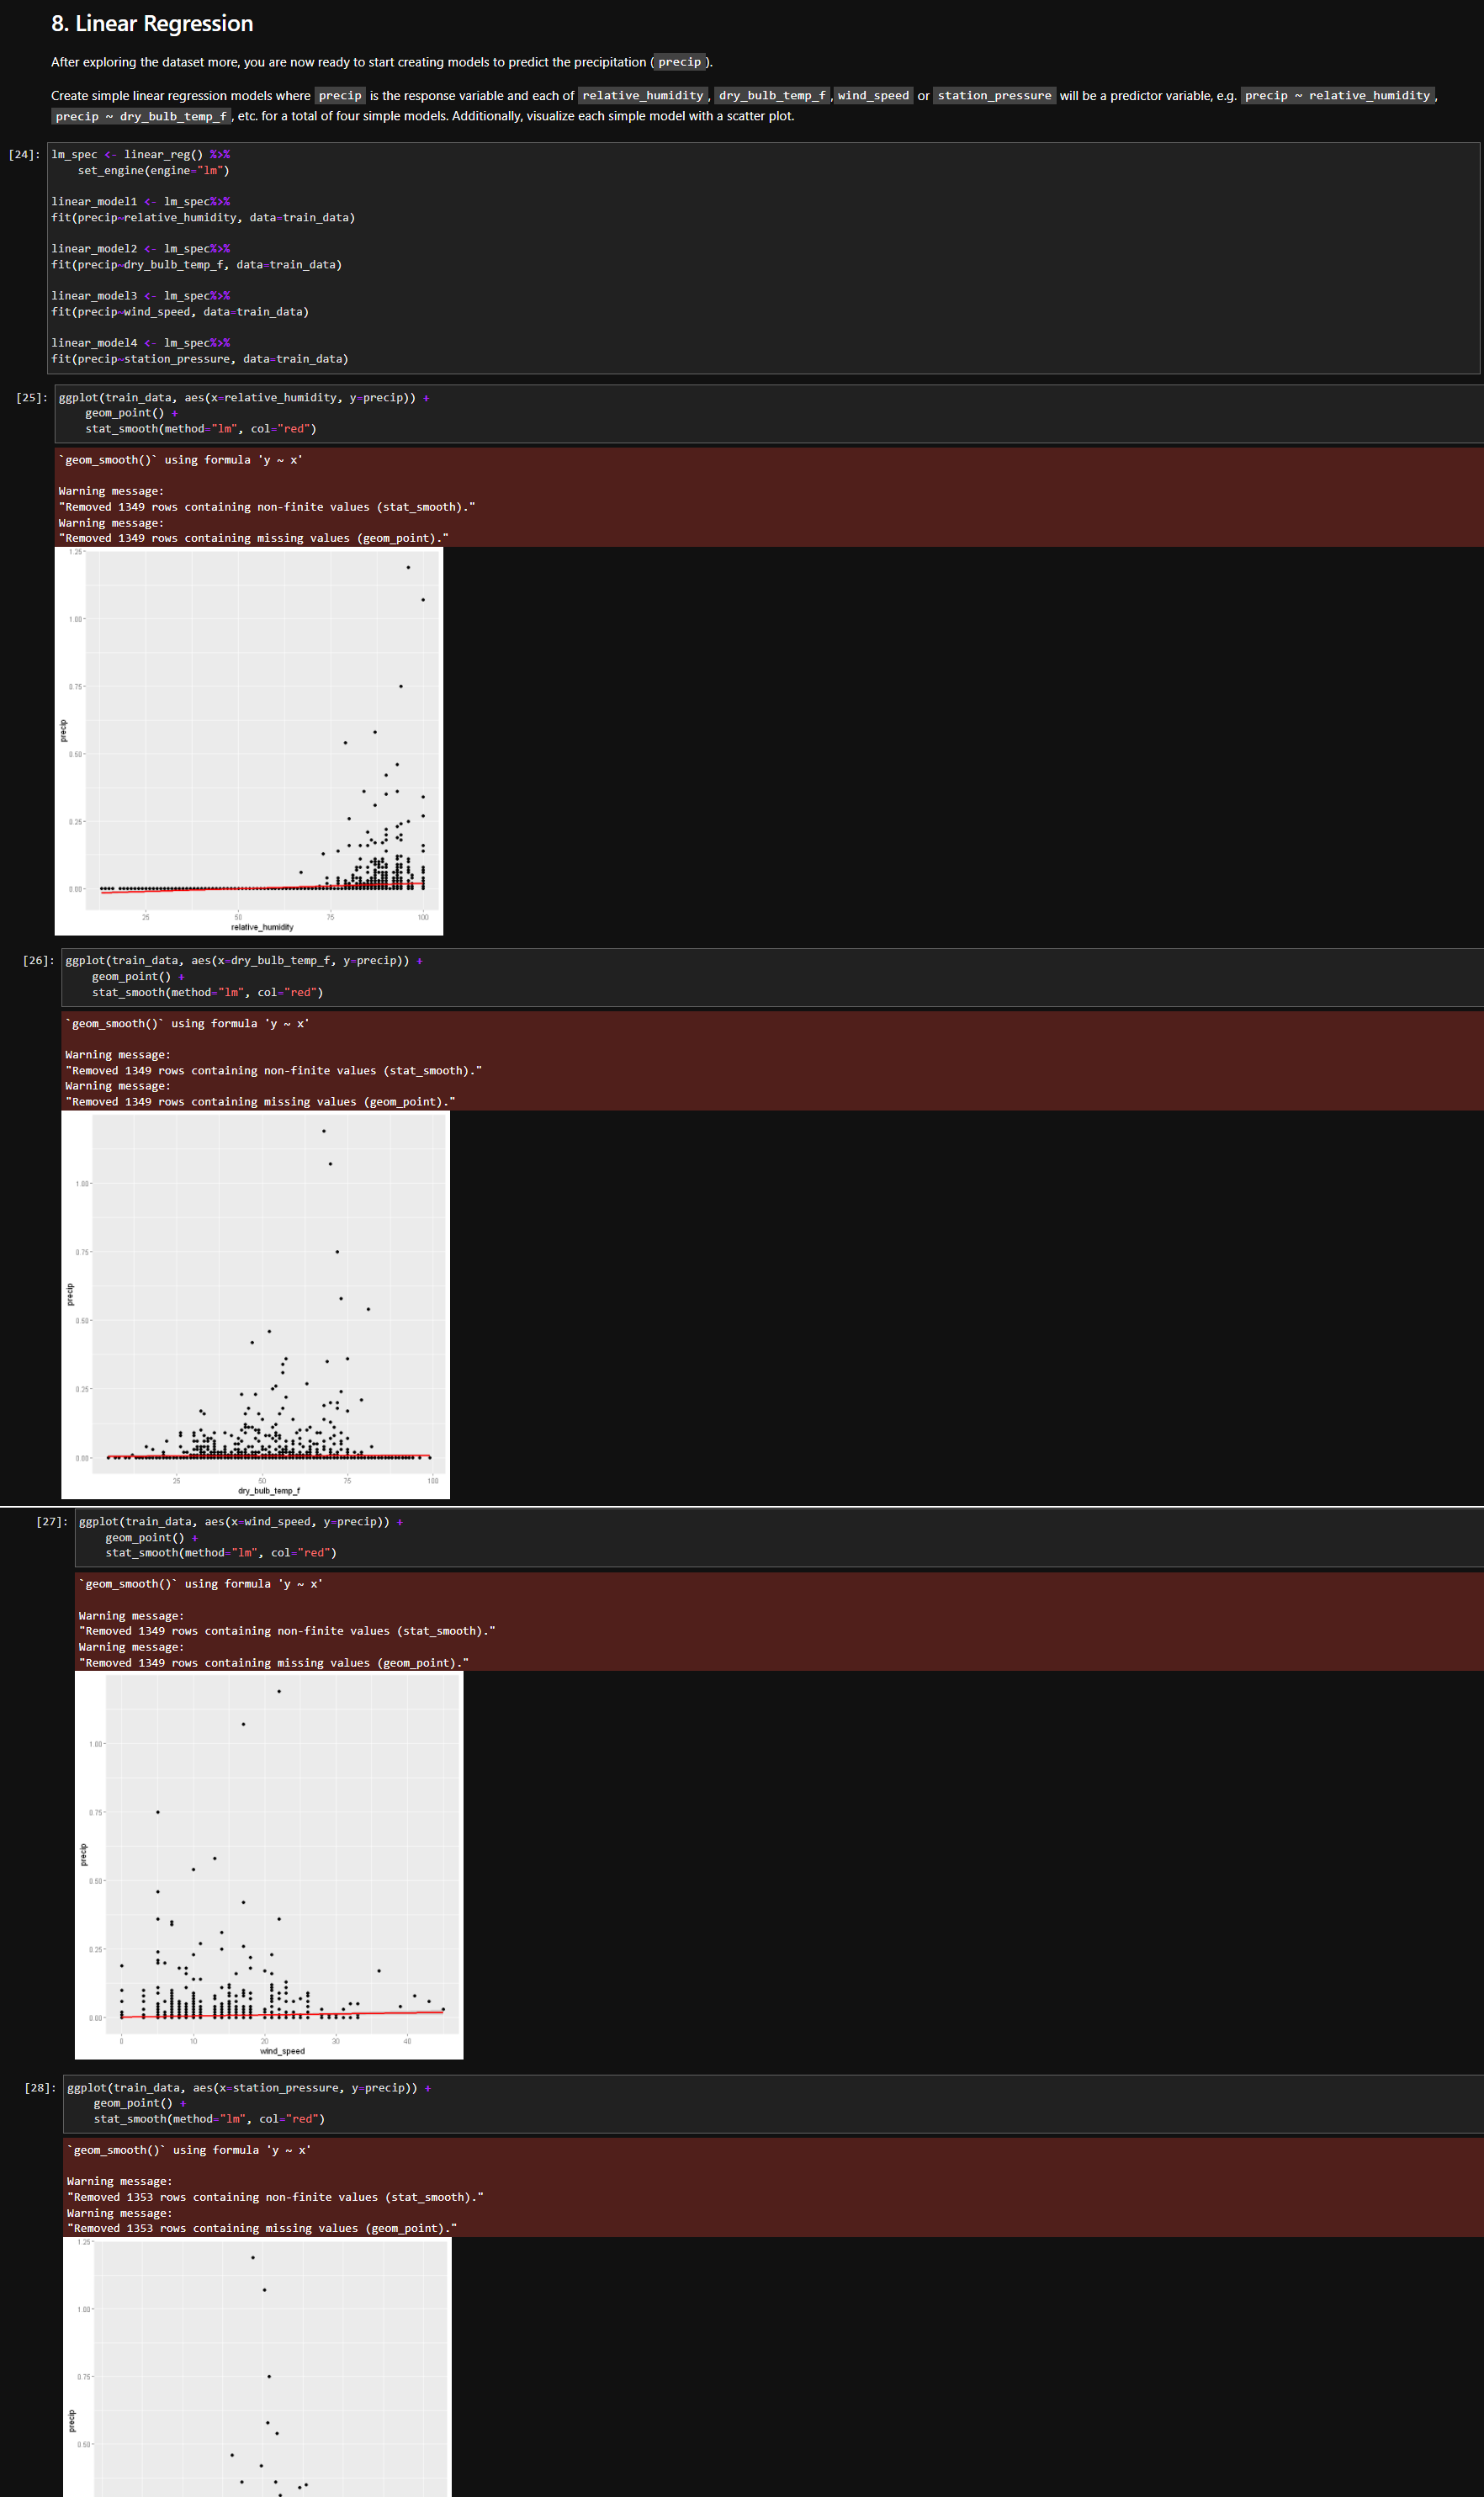 8. Linear Regression
After exploring the dataset more, you are now ready to start creating models to predict the precipitation ( precip ).
Create simple linear regression models where precip is the response variable and each of relative_humidity , dry_bulb_temp_f , wind_speed or station_pressure will be a predictor variable, e.g. precip ~ relative_humidity ,
precip ~ dry_bulb_temp_f , etc. for a total of four simple models. Additionally, visualize each simple model with a scatter plot.
[24]: lm_spec <- linear_reg() %>%
set_engine(engine="lm")
linear_model1 <- lm_spec%>%
fit(precip~relative_humidity, data=train_data)
linear_model2 <- lm_spec%>%
fit(precip~dry_bulb_temp_f, data=train_data)
linear_model3 <- lm_spec%>%
fit(precip~wind_speed, data=train_data)
linear_model4 <- lm_spec%>%
fit(precip~station_pressure, data=train_data)
[25]: ggplot(train_data, aes(x=relative_humidity, y=precip)) +
geom_point() +
stat_smooth(method="lm", col="red")
`geom_smooth()` using formula 'y ~ x'
Warning message:
"Removed 1349 rows containing non-finite values (stat_smooth)."
Warning message:
"Removed 1349 rows containing missing values (geom_point)."
1.25
1.00
0.75
precip
0.50
0.25
0.00
25 50 75 100
relative_humidity
[26]: ggplot(train_data, aes(x=dry_bulb_temp_f, y=precip)) +
geom_point() +
stat_smooth(method="lm", col="red")
`geom_smooth()` using formula 'y ~ x'
Warning message:
"Removed 1349 rows containing non-finite values (stat_smooth)."
Warning message:
"Removed 1349 rows containing missing values (geom_point)."
1.00
0.75
precip
0.50
0.25
0.00
25 50 75 100
dry_bulb_temp_f
[27]: ggplot(train_data, aes(x=wind_speed, y=precip)) +
geom_point() +
stat_smooth(method="lm", col="red")
`geom_smooth()` using formula 'y ~ x'
Warning message:
"Removed 1349 rows containing non-finite values (stat_smooth)."
Warning message:
"Removed 1349 rows containing missing values (geom_point)."
1.00
0.75
precip
0.50
0.25
0.00
0 10 20 30 40
wind_speed
[28]: ggplot(train_data, aes(x=station_pressure, y=precip)) +
geom_point() +
stat_smooth(method="lm", col="red")
`geom_smooth()` using formula 'y ~ x'
Warning message:
"Removed 1353 rows containing non-finite values (stat_smooth)."
Warning message:
"Removed 1353 rows containing missing values (geom_point)."
1.25
1.00
0.75
precip
0.50